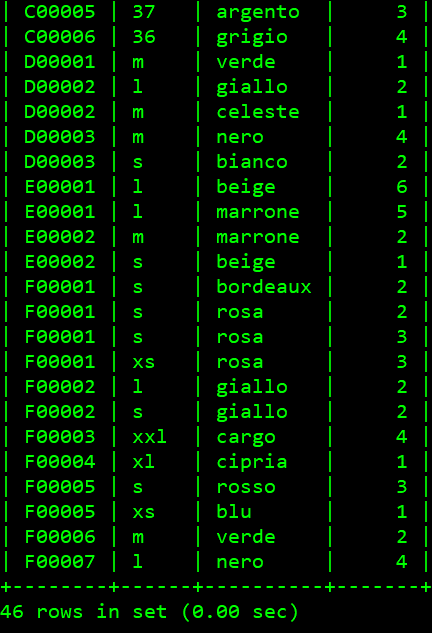 | C00005 | 37   | argento  |     3 |
| C00006 | 36   | grigio   |     4 |
| D00001 | m    | verde    |     1 |
| D00002 | l    | giallo   |     2 |
| D00002 | m    | celeste  |     1 |
| D00003 | m    | nero     |     4 |
| D00003 | s    | bianco   |     2 |
| E00001 | l    | beige    |     6 |
| E00001 | l    | marrone  |     5 |
| E00002 | m    | marrone  |     2 |
| E00002 | s    | beige    |     1 |
| F00001 | s    | bordeaux |     2 |
| F00001 | s    | rosa     |     2 |
| F00001 | s    | rosa     |     3 |
| F00001 | xs   | rosa     |     3 |
| F00002 | l    | giallo   |     2 |
| F00002 | s    | giallo   |     2 |
| F00003 | xxl  | cargo    |     4 |
| F00004 | xl   | cipria   |     1 |
| F00005 | s    | rosso    |     3 |
| F00005 | xs   | blu      |     1 |
| F00006 | m    | verde    |     2 |
| F00007 | l    | nero     |     4 |
+--------+------+----------+-------+
46 rows in set (0.00 sec)